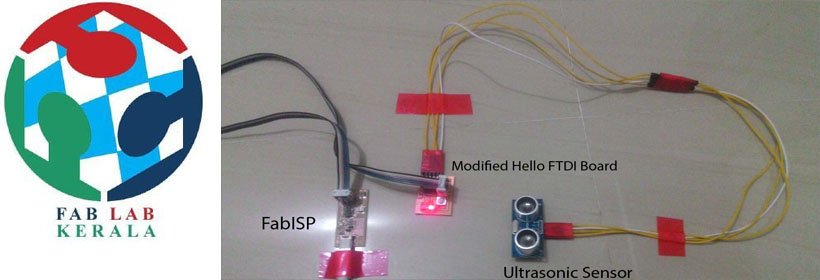 FAB LAB
KERALA
Modified Hello FTDI Board
FabISP
Ultrasonic Sensor